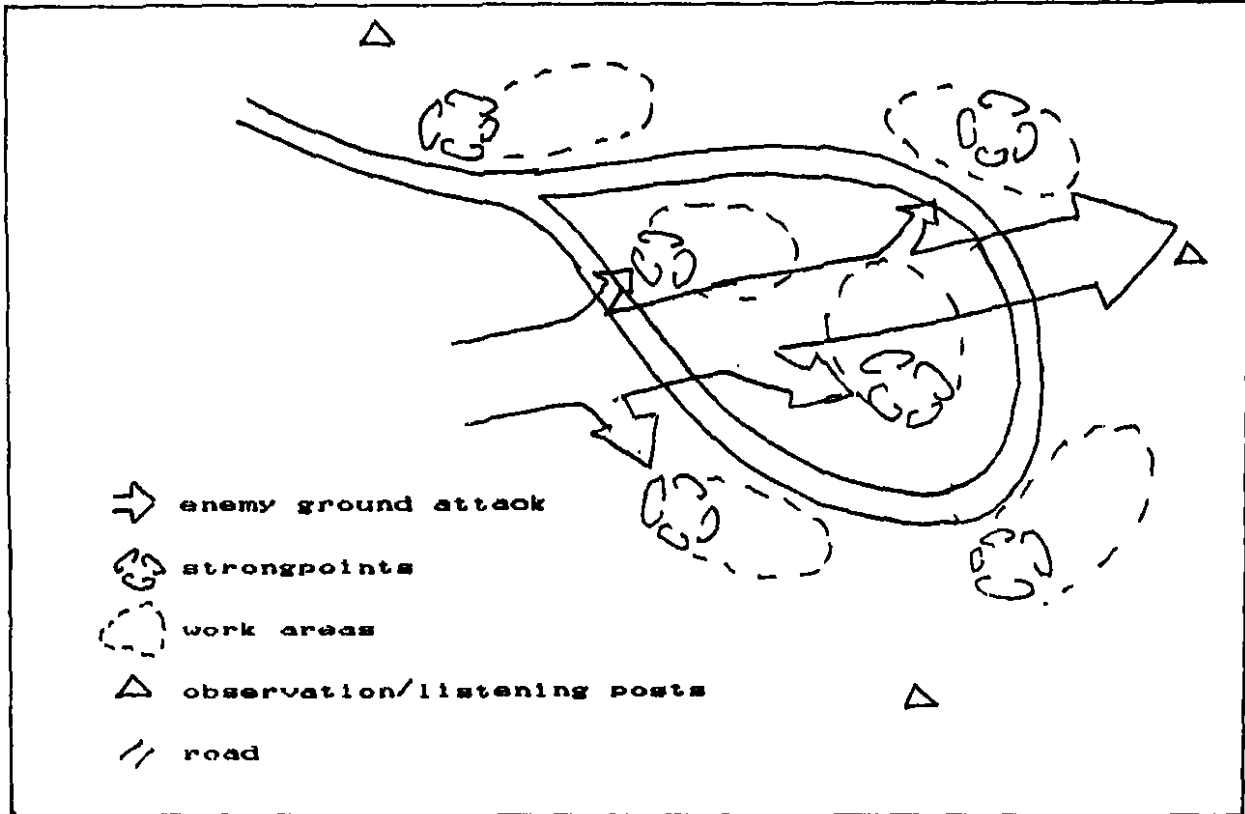 enemy ground attack
strongpoints
work areas
observation/listening posts
road